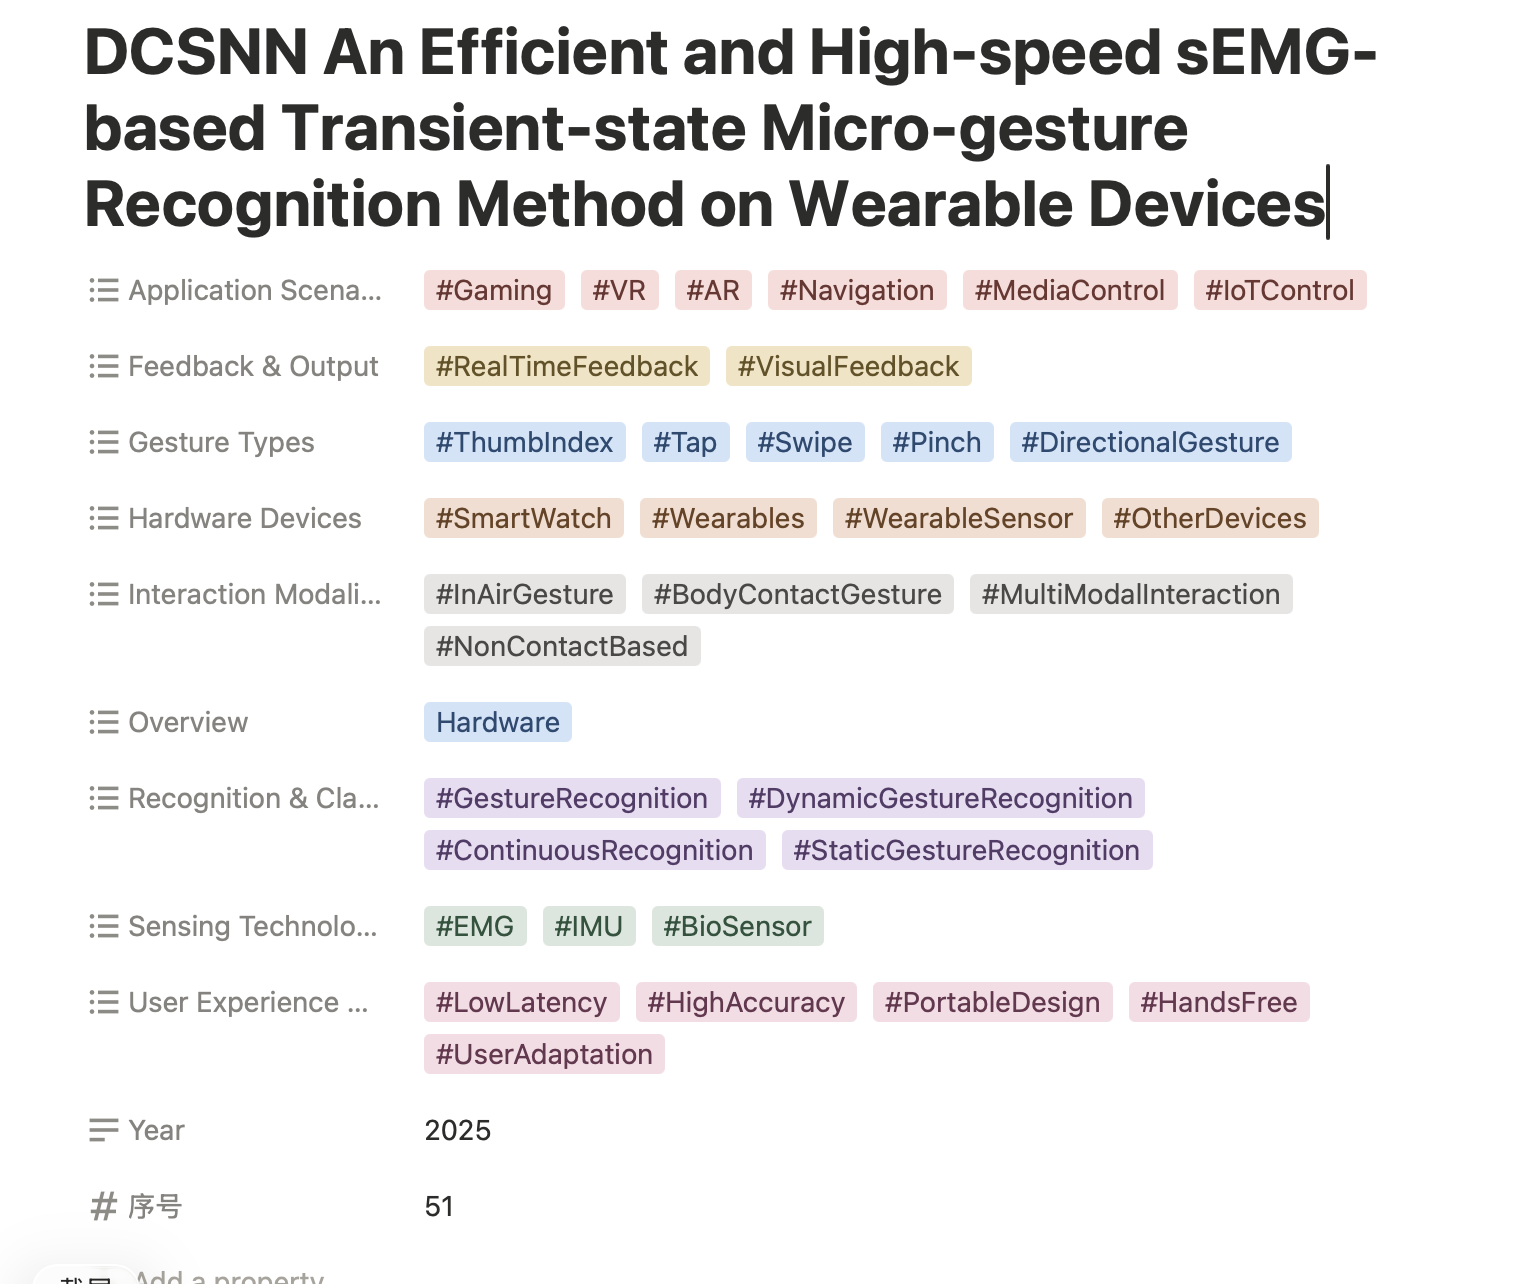 DCSNN An Efficient and High-speed sEMG-
based Transient-state Micro-gesture
Recognition Method on Wearable Devices
Application Scena... #Gaming #VR #AR #Navigation #MediaControl #IoTControl
Feedback & Output #RealTimeFeedback #VisualFeedback
Gesture Types #ThumbIndex #Tap #Swipe #Pinch #DirectionalGesture
Hardware Devices #SmartWatch #Wearables #WearableSensor #OtherDevices
Interaction Modali... #InAirGesture #BodyContactGesture #MultiModalInteraction
#NonContactBased
Overview Hardware
Recognition & Cla... #GestureRecognition #DynamicGestureRecognition
#ContinuousRecognition #StaticGestureRecognition
Sensing Technolo... #EMG #IMU #BioSensor
User Experience ... #LowLatency #HighAccuracy #PortableDesign #HandsFree
#UserAdaptation
Year 2025
# 序号 51
Add a property